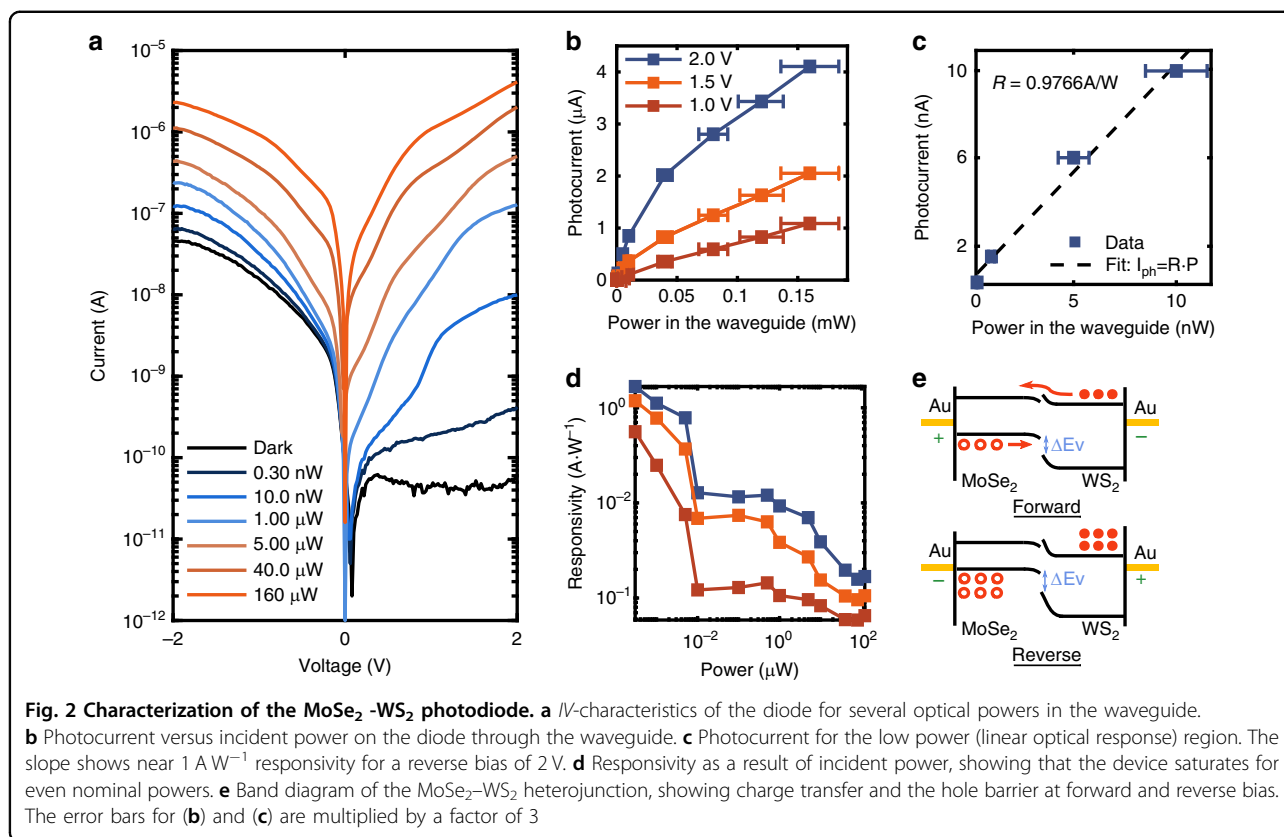 a
Current (A)
10⁻⁵
10⁻⁶
10⁻⁷
10⁻⁸
10⁻⁹
10⁻¹⁰
10⁻¹¹
10⁻¹²
Dark
0.30 nW
10.0 nW
1.00 μW
5.00 μW
40.0 μW
160 μW
−2 0 2
Voltage (V)
b
Photocurrent (μA)
4
3
2
1
0
2.0 V
1.5 V
1.0 V
0 0.05 0.1 0.15
Power in the waveguide (mW)
c
Photocurrent (nA)
10
6
2
R = 0.9766A/W
Data
Fit: Iₚₕ=R·P
0 5 10
Power in the waveguide (nW)
d
Responsivity (A·W⁻¹)
10⁰
10⁻²
10⁻¹
10⁻² 10⁰ 10²
Power (μW)
e
Au Au
+ −
ΔEv
MoSe₂ WS₂
Forward
Au Au
− +
ΔEv
MoSe₂ WS₂
Reverse
Fig. 2 Characterization of the MoSe₂ -WS₂ photodiode. a IV-characteristics of the diode for several optical powers in the waveguide.
b Photocurrent versus incident power on the diode through the waveguide. c Photocurrent for the low power (linear optical response) region. The
slope shows near 1 A W⁻¹ responsivity for a reverse bias of 2 V. d Responsivity as a result of incident power, showing that the device saturates for
even nominal powers. e Band diagram of the MoSe₂–WS₂ heterojunction, showing charge transfer and the hole barrier at forward and reverse bias.
The error bars for (b) and (c) are multiplied by a factor of 3